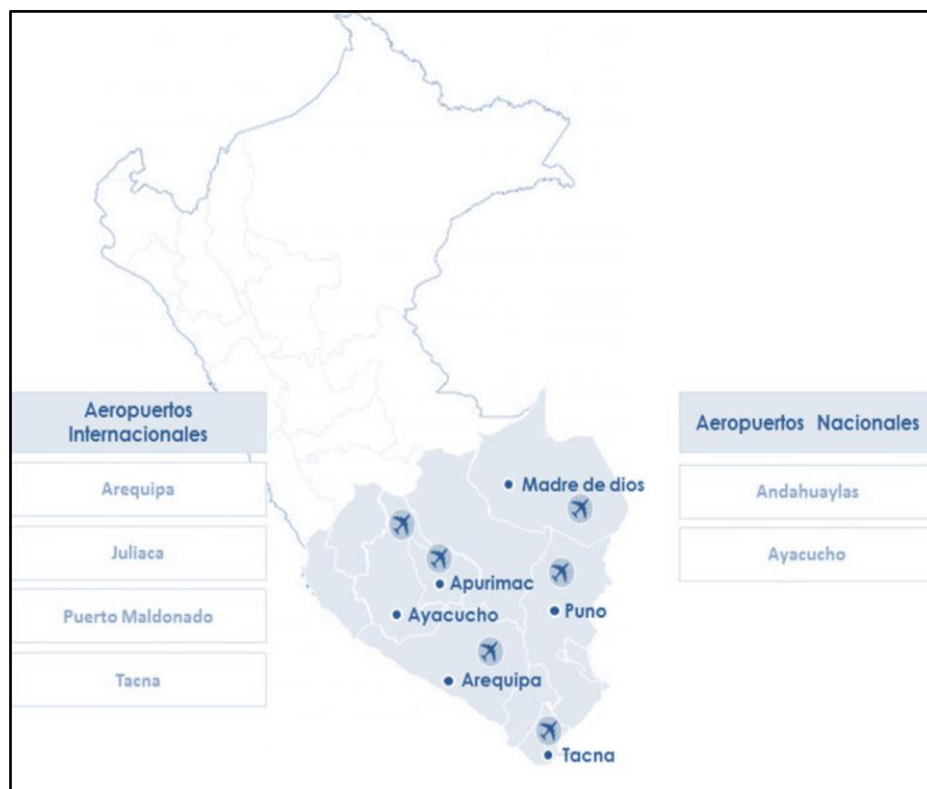 Aeropuertos
Internacionales
Arequipa
Juliaca
Puerto Maldonado
Tacna
Aeropuertos Nacionales
Andahuaylas
Ayacucho
Madre de dios
Apurimac
Ayacucho
Puno
Arequipa
Tacna